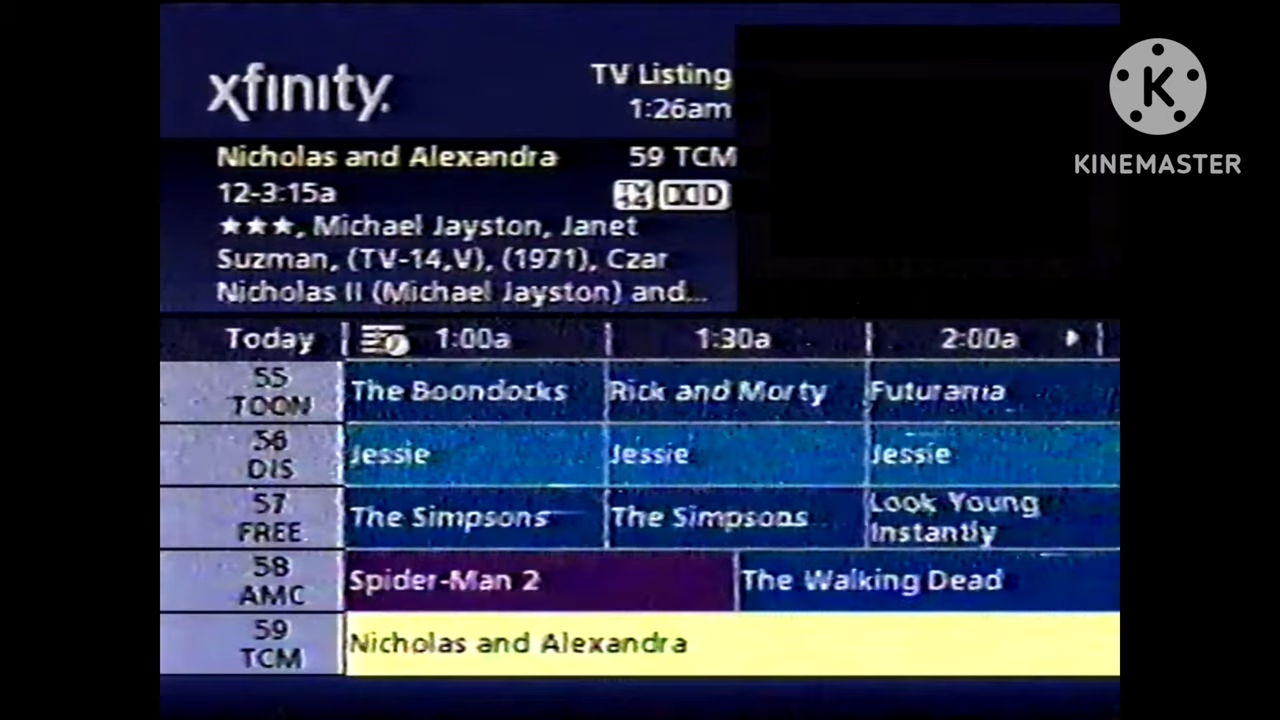 xfinity.
TV Listing
1:26am
Nicholas and Alexandra 59 TCM
12-3:15a
TV 14
★★★, Michael Jayston, Janet
Suzman, (TV-14,V), (1971), Czar
Nicholas II (Michael Jayston) and...
Today 1:00a 1:30a 2:00a
55
TOON
The Boondocks Rick and Morty Futurama
56
DIS
Jessie Jessie Jessie
57
FREE
The Simpsons The Simpsons Look Young
Instantly
58
AMC
Spider-Man 2 The Walking Dead
59
TCM
Nicholas and Alexandra
K
KINEMASTER